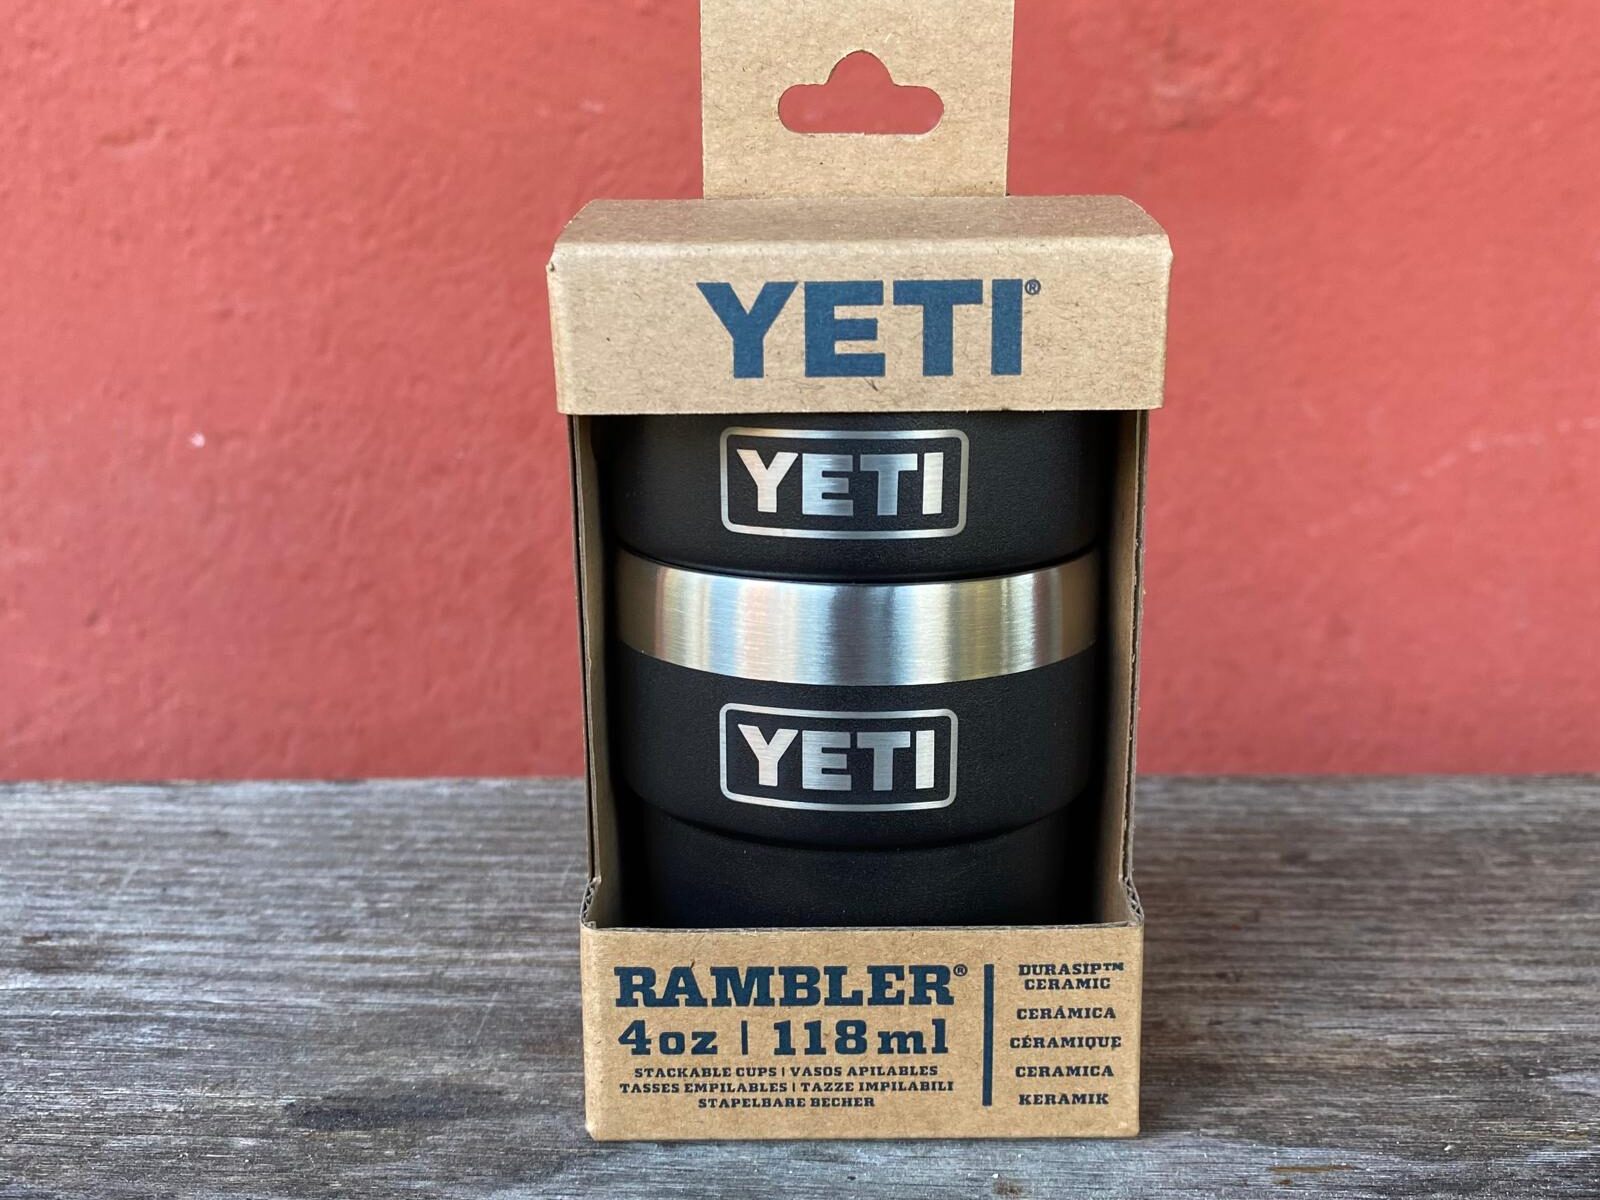 YETI®
YETI
YETI
RAMBLER®
4oz | 118ml
STACKABLE CUPS | VASOS APILABLES
TASSES EMPILABLES | TAZZE IMPILABILI
STAPELBARE BECHER
DURASIP™
CERAMIC
CERÁMICA
CÉRAMIQUE
CERAMICA
KERAMIK